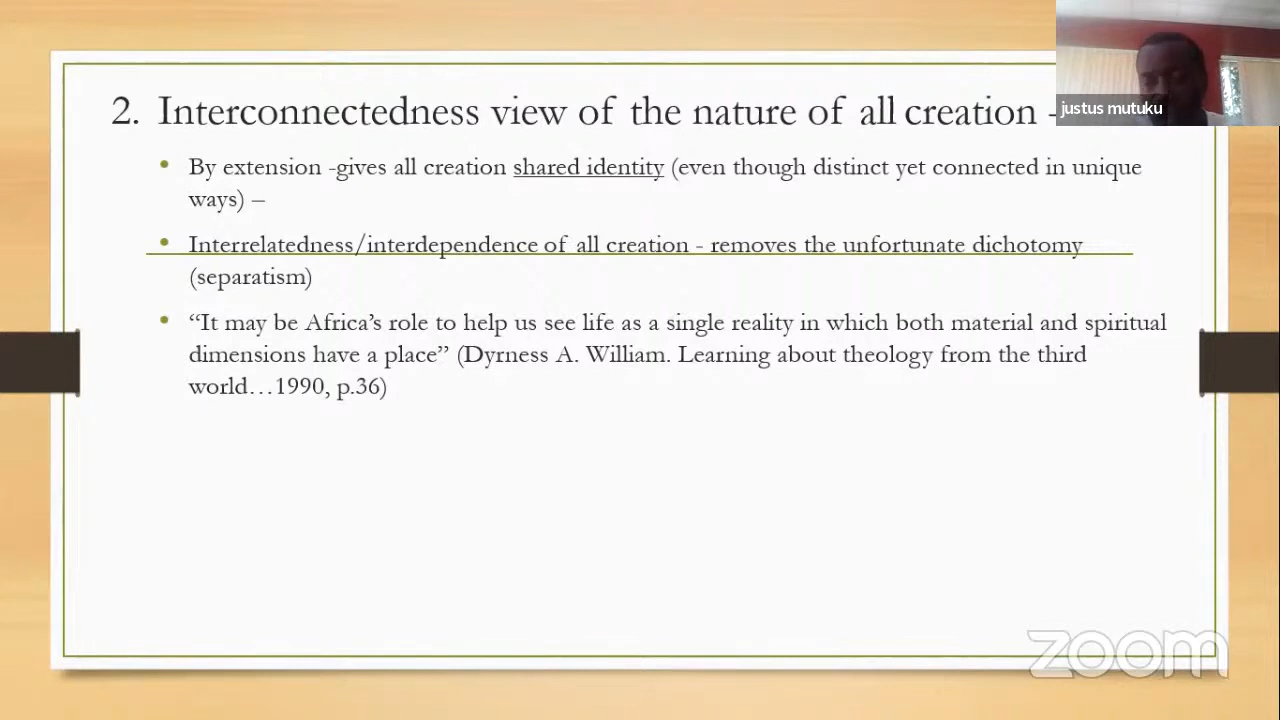 2. Interconnectedness view of the nature of all creation -
justus mutuku
• By extension -gives all creation shared identity (even though distinct yet connected in unique
ways) –
• Interrelatedness/interdependence of all creation - removes the unfortunate dichotomy
(separatism)
• “It may be Africa’s role to help us see life as a single reality in which both material and spiritual
dimensions have a place” (Dyrness A. William. Learning about theology from the third
world…1990, p.36)
zoom